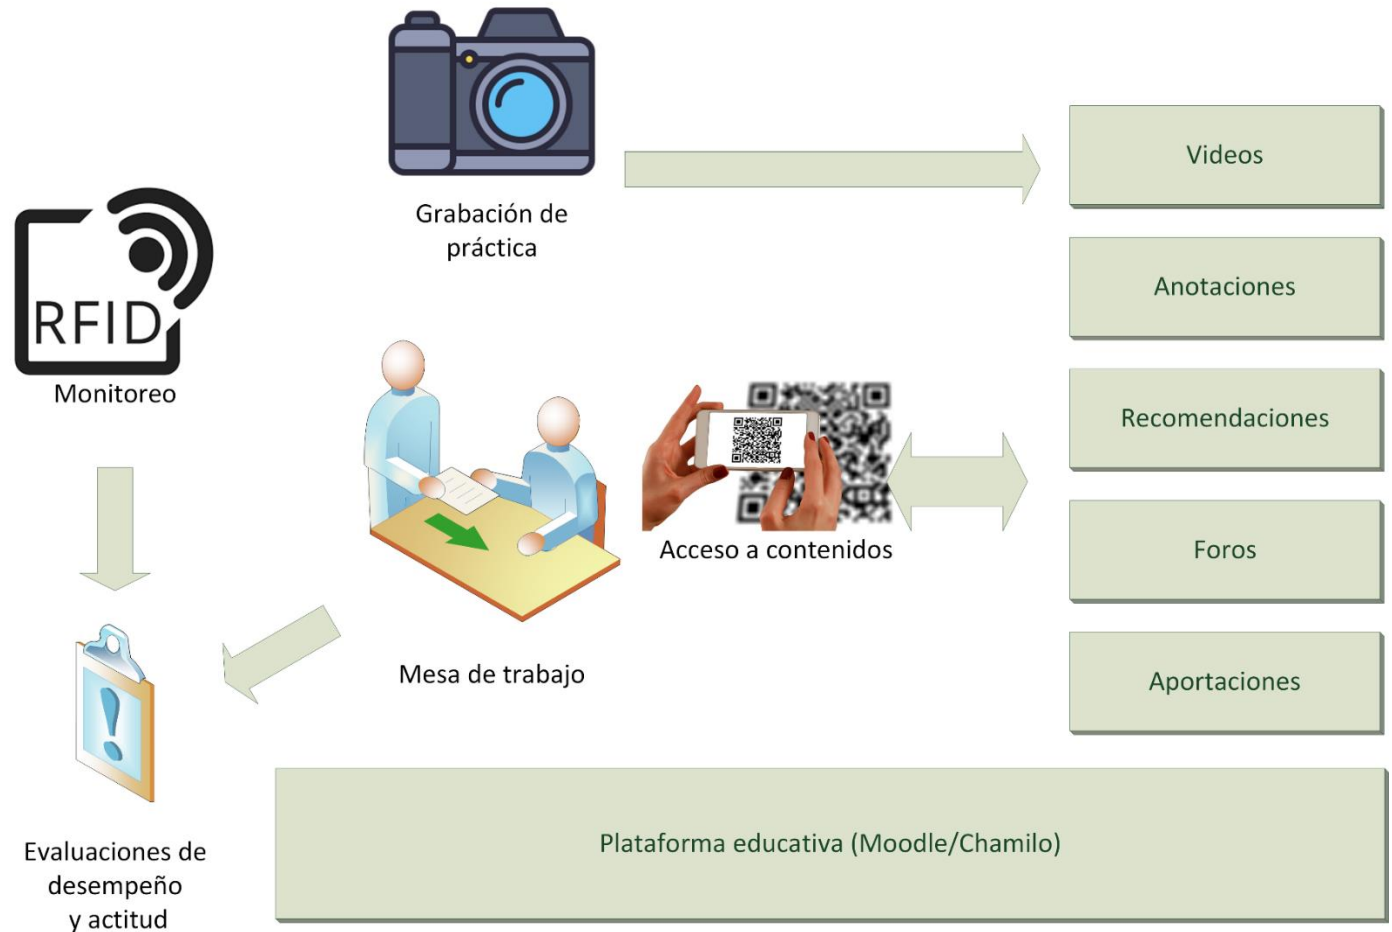 Grabación de
práctica
Videos
Anotaciones
RFID
Monitoreo
Recomendaciones
Acceso a contenidos
Foros
Mesa de trabajo
Aportaciones
Evaluaciones de
desempeño
y actitud
Plataforma educativa (Moodle/Chamilo)